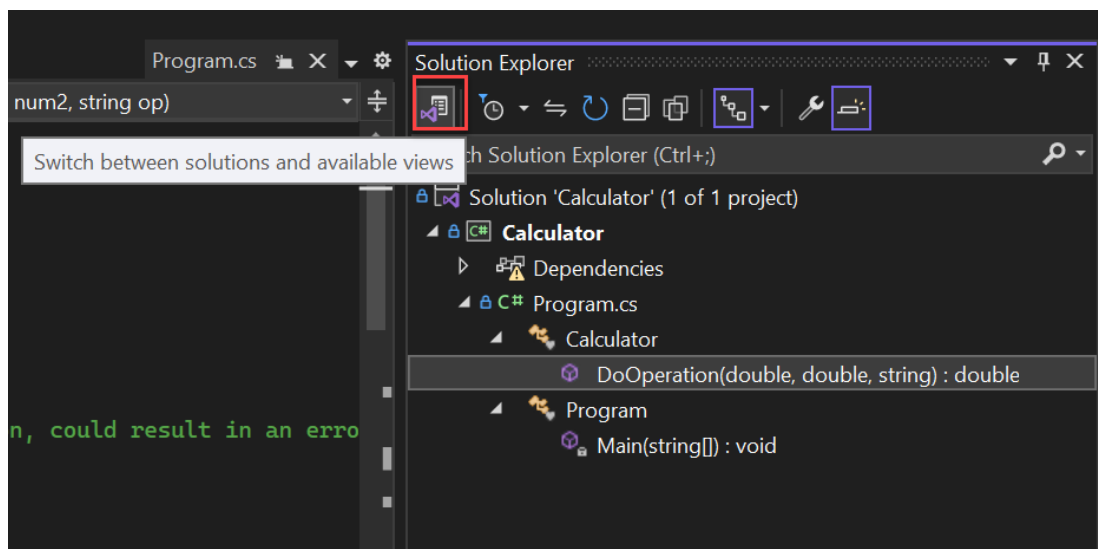 Program.cs
Solution Explorer
num2, string op)
Switch between solutions and available views
Solution Explorer (Ctrl+;)
Solution 'Calculator' (1 of 1 project)
C# Calculator
Dependencies
C# Program.cs
Calculator
DoOperation(double, double, string) : double
Program
n, could result in an erro
Main(string[]) : void